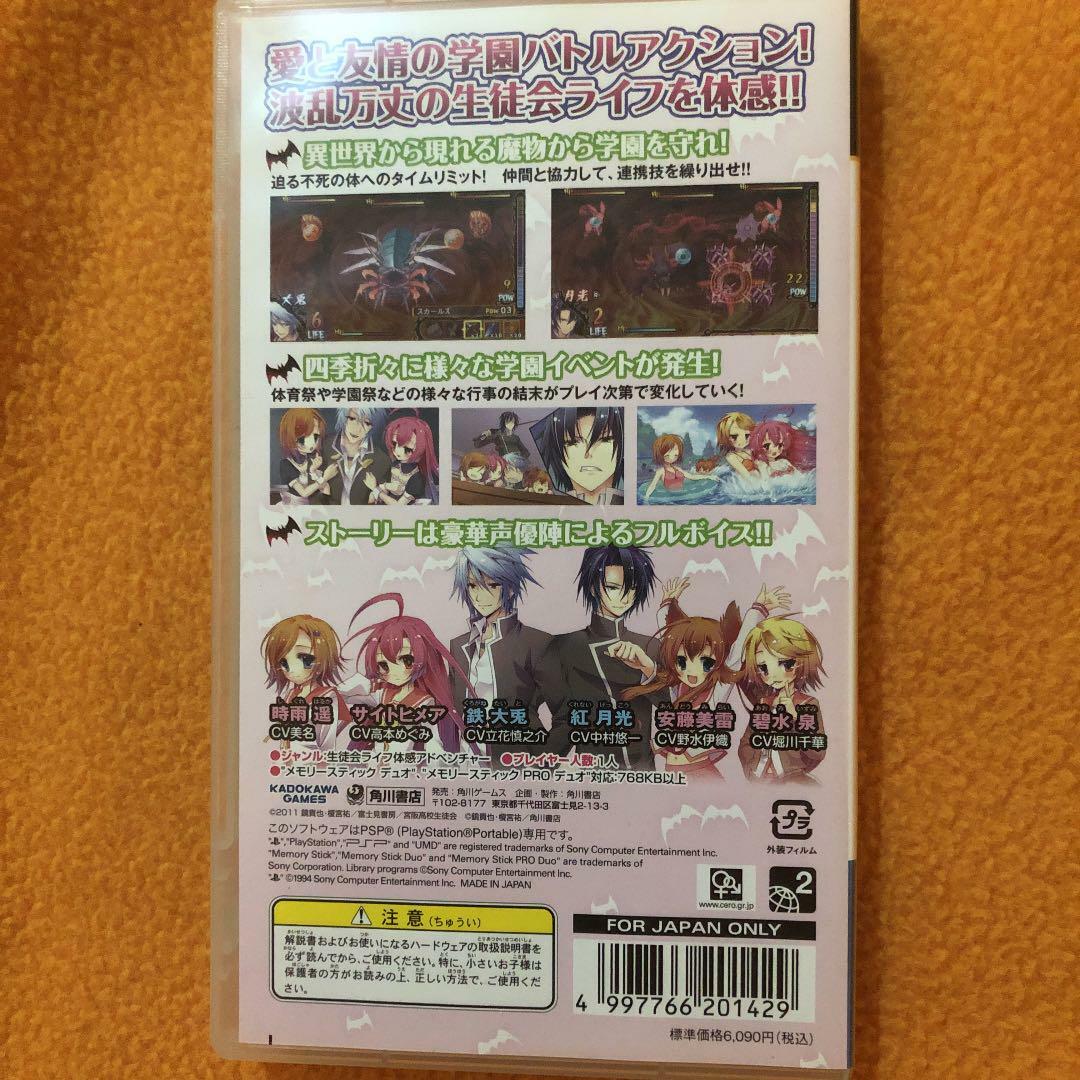 愛と友情の学園バトルアクション!
波乱万丈の生徒会ライフを体感!!
異世界から現れる魔物から学園を守れ!
迫る不死の体へのタイムリミット! 仲間と協力して、連携技を繰り出せ!!
9
POW
大兎
6
LIFE
スカールズ
POW 03
22
POW
月光
2
LIFE
四季折々に様々な学園イベントが発生!
体育祭や学園祭などの様々な行事の結末がプレイ次第で変化していく!
ストーリーは豪華声優陣によるフルボイス!!
時雨 遥
CV美名
サイトヒメア
CV高本めぐみ
鉄 大兎
CV立花慎之介
紅 月光
CV中村悠一
安藤美雷
CV野水伊織
碧水 泉
CV堀川千華
●ジャンル:生徒会ライフ体感アドベンチャー ●プレイヤー人数:1人
●"メモリースティック デュオ"、"メモリースティック PRO デュオ"対応:768KB以上
KADOKAWA GAMES
角川書店
発売:角川ゲームス 企画・製作:角川書店
〒102-8177 東京都千代田区富士見2-13-3
©2011 鏡貴也・榎宮祐/富士見書房/宮阪高校生徒会 ©鏡貴也・榎宮祐/角川書店
このソフトウェアはPSP® (PlayStation®Portable)専用です。
" ","PlayStation","PSP" and "UMD" are registered trademarks of Sony Computer Entertainment Inc.
"Memory Stick","Memory Stick Duo" and "Memory Stick PRO Duo" are trademarks of
Sony Corporation. Library programs ©Sony Computer Entertainment Inc.
" " ©1994 Sony Computer Entertainment Inc. MADE IN JAPAN
プラ
外装フィルム
www.cero.gr.jp
2
注意(ちゅうい)
解説書およびお使いになるハードウェアの取扱説明書を
必ず読んでから、ご使用ください。特に、小さいお子様は
保護者の方がお読みの上、正しい方法で、ご使用くだ
さい。
FOR JAPAN ONLY
4 997766 201429
標準価格6,090円(税込)